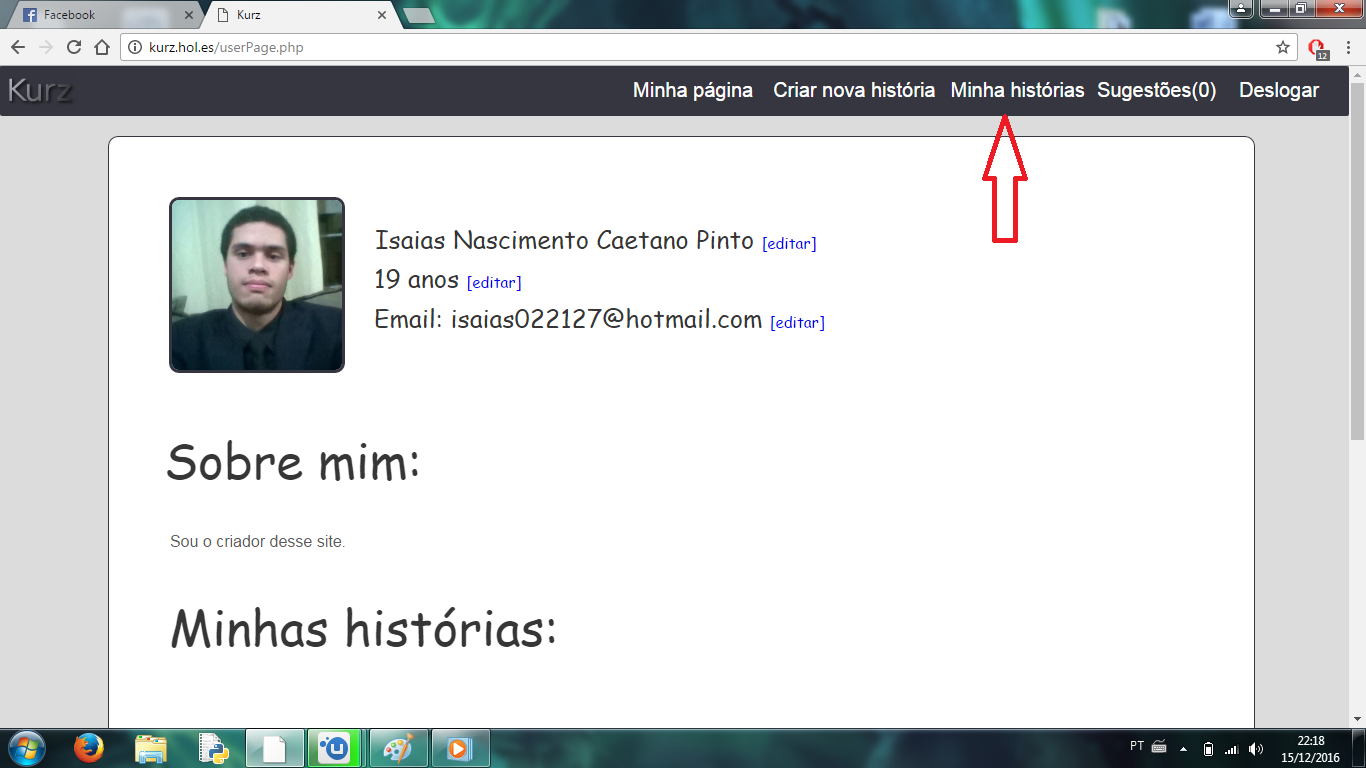 Facebook
Kurz
kurz.hol.es/userPage.php
12
Kurz
Minha página Criar nova história Minha histórias Sugestões(0) Deslogar
Isaias Nascimento Caetano Pinto [editar]
19 anos [editar]
Email: isaias022127@hotmail.com [editar]
Sobre mim:
Sou o criador desse site.
Minhas histórias:
PT
22:18
15/12/2016